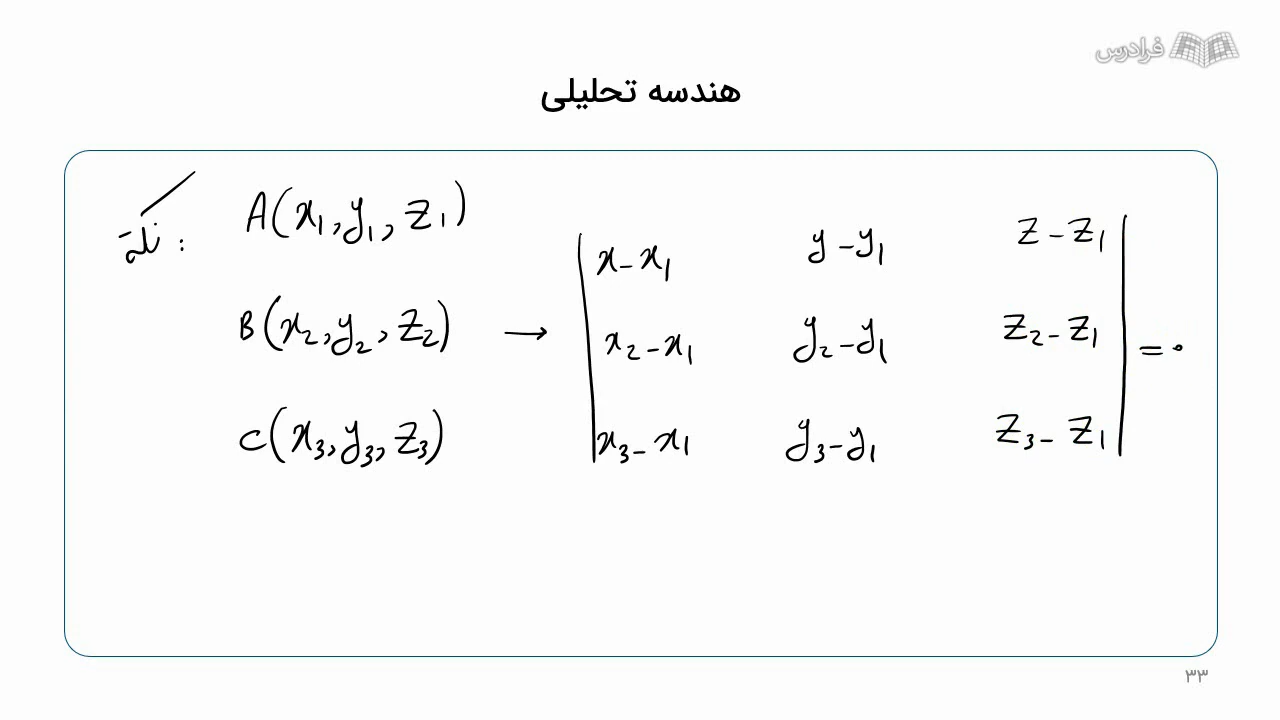 فرادرس
هندسه تحلیلی
نکته :
A(x₁, y₁, z₁)
B(x₂, y₂, z₂) → | x - x₁  y - y₁  z - z₁ |
| x₂ - x₁  y₂ - y₁  z₂ - z₁ | = ۰
C(x₃, y₃, z₃) | x₃ - x₁  y₃ - y₁  z₃ - z₁ |
۳۳